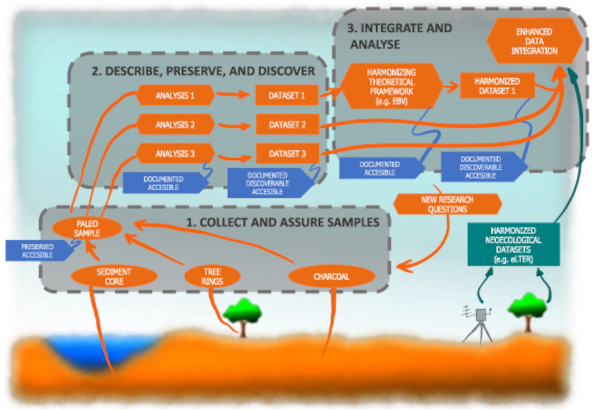 3. INTEGRATE AND
ANALYSE
ENHANCED
DATA
INTEGRATION
2. DESCRIBE, PRESERVE, AND DISCOVER
HARMONIZING
THEORETICAL
FRAMEWORK
(e.g. EBV)
HARMONIZED
DATASET 1
ANALYSIS 1
DATASET 1
ANALYSIS 2
DATASET 2
ANALYSIS 3
DATASET 3
DOCUMENTED
ACCESIBLE
DOCUMENTED
DISCOVERABLE
ACCESIBLE
DOCUMENTED
ACCESIBLE
DOCUMENTED
DISCOVERABLE
ACCESIBLE
NEW RESEARCH
QUESTIONS
1. COLLECT AND ASSURE SAMPLES
PALEO
SAMPLE
PRESERVED
ACCESIBLE
HARMONIZED
NEOECOLOGICAL
DATASETS
(e.g. eLTER)
SEDIMENT
CORE
TREE
RINGS
CHARCOAL